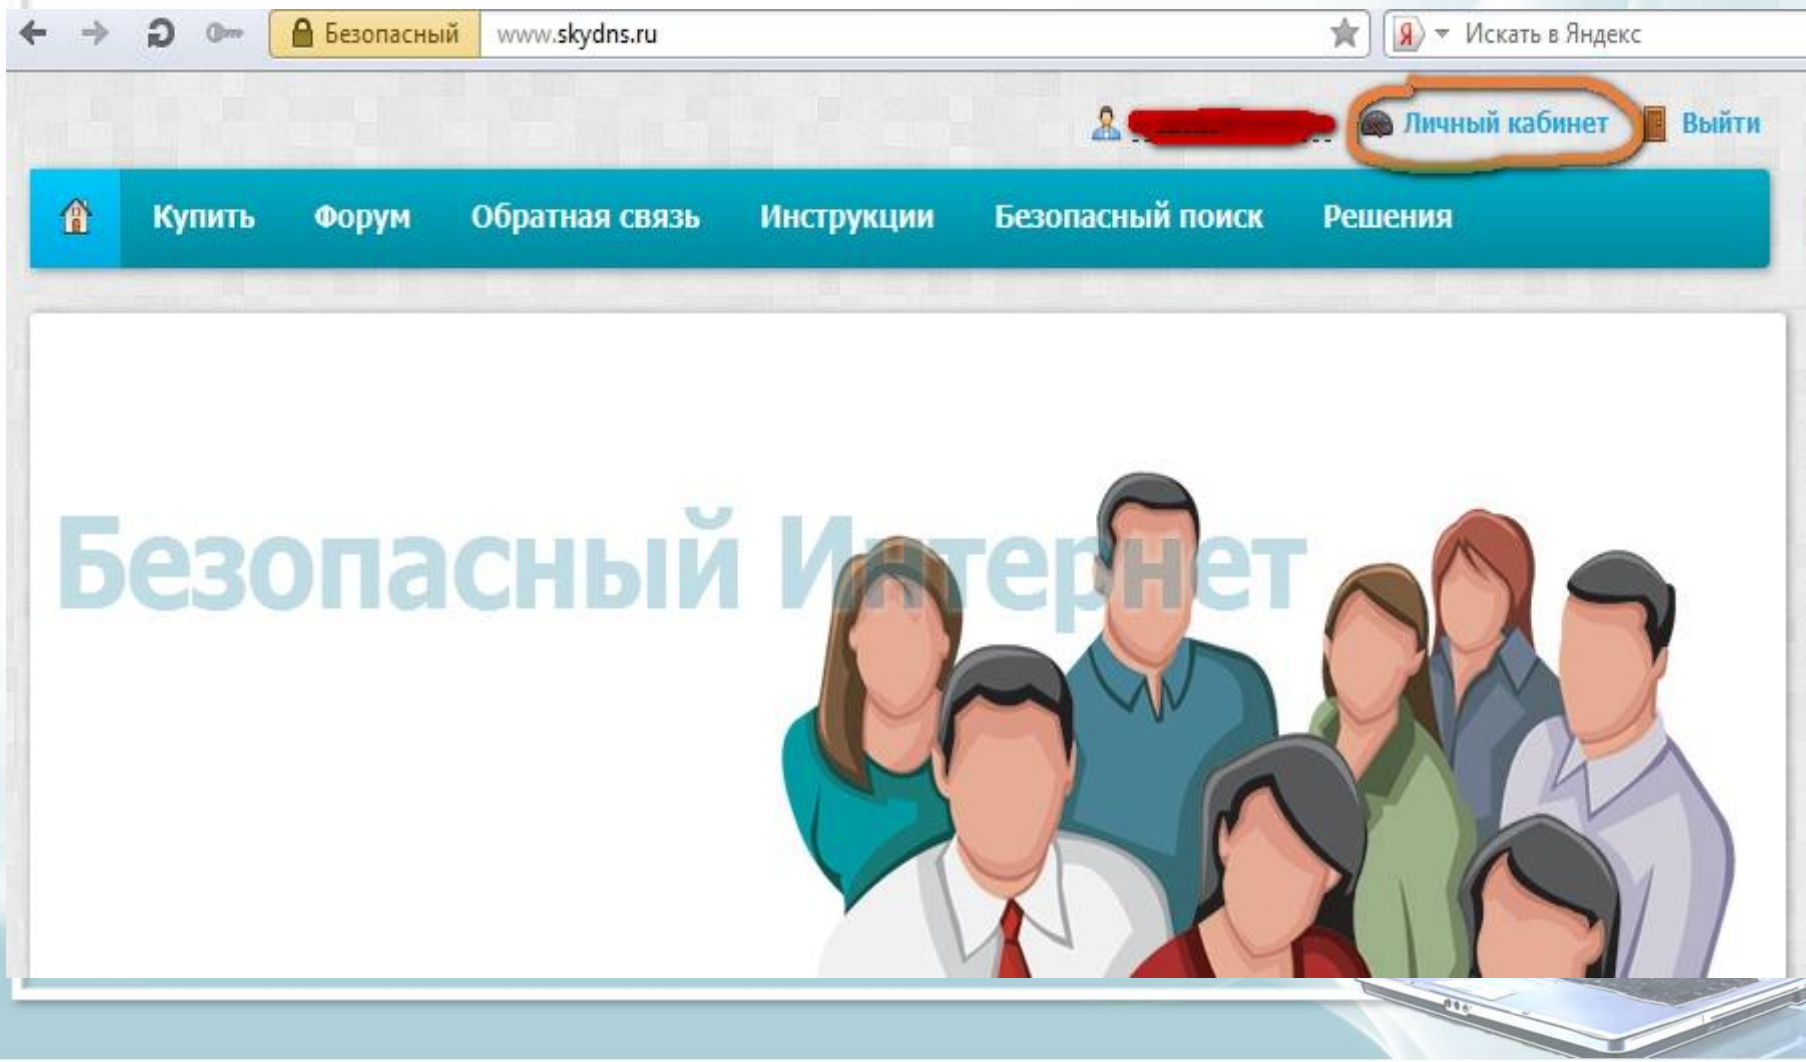 Безопасный www.skydns.ru Я Искать в Яндекс
Личный кабинет Выйти
Купить Форум Обратная связь Инструкции Безопасный поиск Решения
Безопасный Интернет